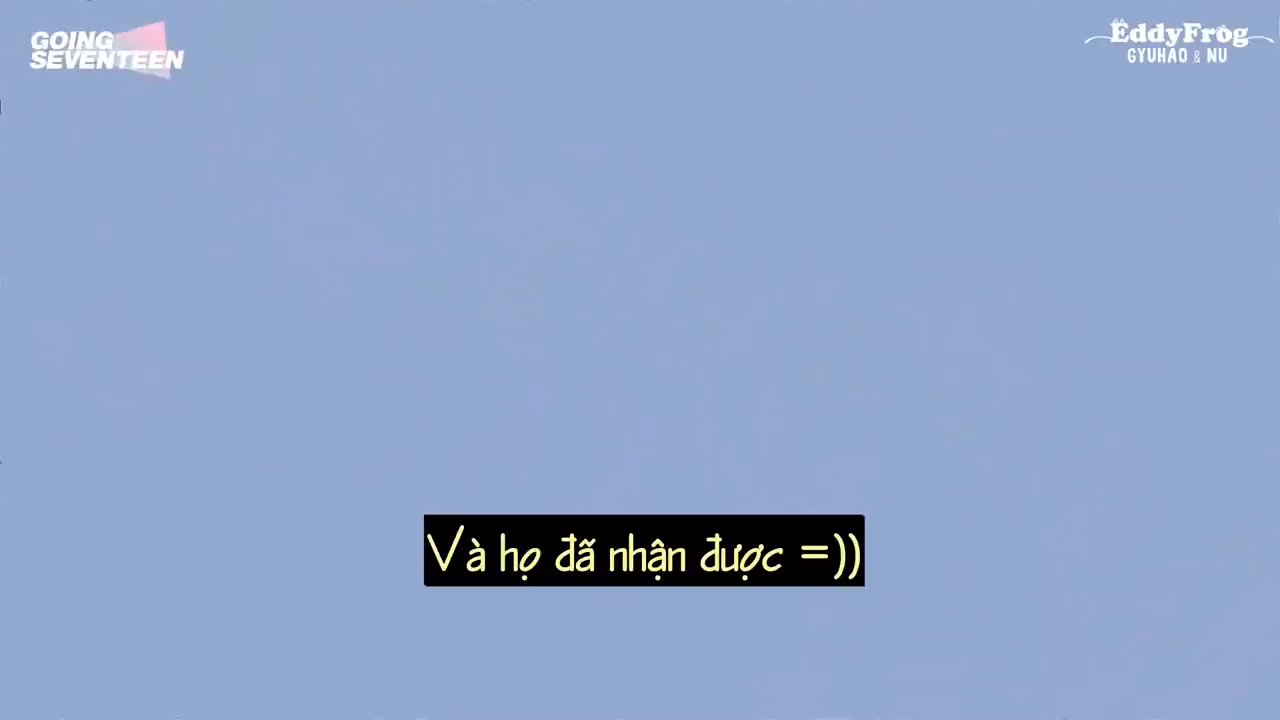 GOING
SEVENTEEN
EddyFrog
GYUHAO & NU
Và họ đã nhận được =))